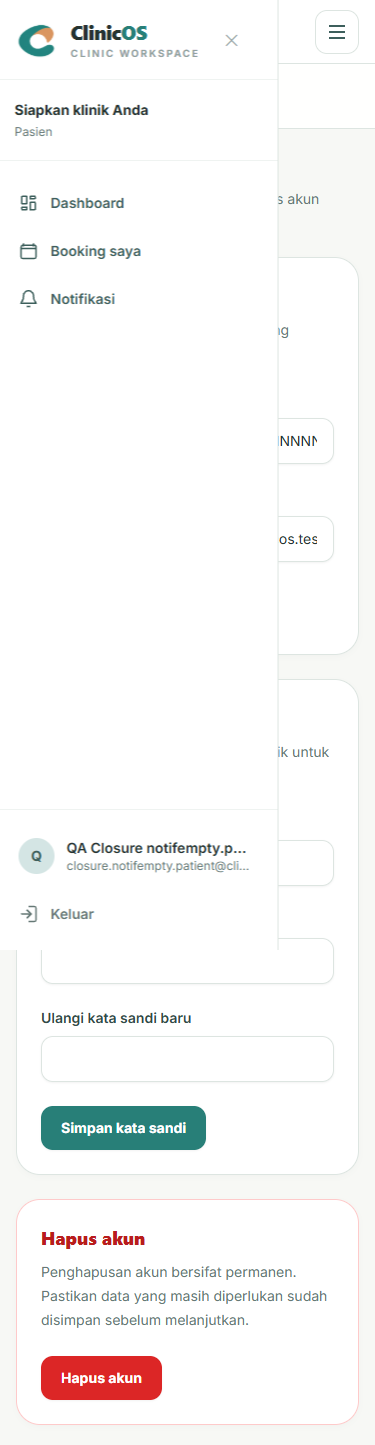 ClinicOS
CLINIC WORKSPACE
Siapkan klinik Anda
Pasien
Dashboard
Booking saya
Notifikasi
akun
NNNN
os.tes
ik untuk
Q
QA Closure notifempty.p...
closure.notifempty.patient@cli...
Keluar
Ulangi kata sandi baru
Simpan kata sandi
Hapus akun
Penghapusan akun bersifat permanen.
Pastikan data yang masih diperlukan sudah
disimpan sebelum melanjutkan.
Hapus akun